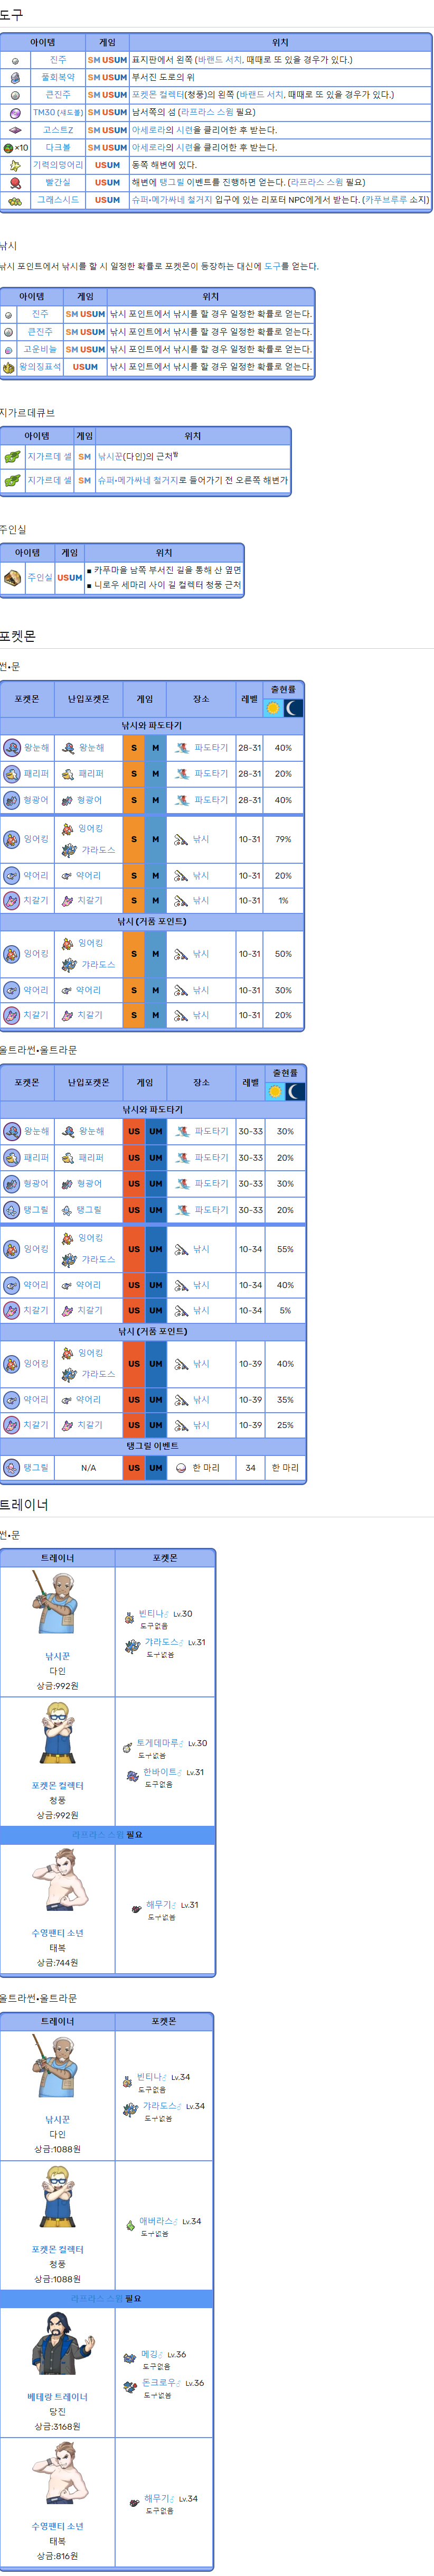 도구
아이템 게임 위치
진주 SM USUM 표지판에서 왼쪽 (바랜드 서치, 때때로 또 있을 경우가 있다.)
풀회복약 SM USUM 부서진 도로의 위
큰진주 SM USUM 포켓몬 컬렉터(청풍)의 왼쪽 (바랜드 서치, 때때로 또 있을 경우가 있다.)
TM30 (섀도볼) SM USUM 남서쪽의 섬 (라프라스 스윔 필요)
고스트Z SM USUM 아세로라의 시련을 클리어한 후 받는다.
×10 다크볼 SM USUM 아세로라의 시련을 클리어한 후 받는다.
기력의덩어리 USUM 동쪽 해변에 있다.
빨간실 USUM 해변에 탱그릴 이벤트를 진행하면 얻는다. (라프라스 스윔 필요)
그래스시드 USUM 슈퍼•메가싸네 철거지 입구에 있는 리포터 NPC에게서 받는다. (카푸브루루 소지)
낚시
낚시 포인트에서 낚시를 할 시 일정한 확률로 포켓몬이 등장하는 대신에 도구를 얻는다.
아이템 게임 위치
진주 SM USUM 낚시 포인트에서 낚시를 할 경우 일정한 확률로 얻는다.
큰진주 SM USUM 낚시 포인트에서 낚시를 할 경우 일정한 확률로 얻는다.
고운비늘 SM USUM 낚시 포인트에서 낚시를 할 경우 일정한 확률로 얻는다.
왕의징표석 USUM 낚시 포인트에서 낚시를 할 경우 일정한 확률로 얻는다.
지가르데큐브
아이템 게임 위치
지가르데 셀 SM 낚시꾼(다인)의 근처밤
지가르데 셀 SM 슈퍼•메가싸네 철거지로 들어가기 전 오른쪽 해변가
주인실
아이템 게임 위치
주인실 USUM ■ 카푸마을 남쪽 부서진 길을 통해 산 옆면
■ 니로우 세마리 사이 길 컬렉터 청풍 근처
포켓몬
썬•문
포켓몬 난입포켓몬 게임 장소 레벨 출현률
낚시와 파도타기
왕눈해 왕눈해 S M 파도타기 28-31 40%
패리퍼 패리퍼 S M 파도타기 28-31 20%
형광어 형광어 S M 파도타기 28-31 40%
잉어킹 잉어킹 갸라도스 S M 낚시 10-31 79%
약어리 약어리 S M 낚시 10-31 20%
치갈기 치갈기 S M 낚시 10-31 1%
낚시 (거품 포인트)
잉어킹 잉어킹 갸라도스 S M 낚시 10-31 50%
약어리 약어리 S M 낚시 10-31 30%
치갈기 치갈기 S M 낚시 10-31 20%
울트라썬•울트라문
포켓몬 난입포켓몬 게임 장소 레벨 출현률
낚시와 파도타기
왕눈해 왕눈해 US UM 파도타기 30-33 30%
패리퍼 패리퍼 US UM 파도타기 30-33 20%
형광어 형광어 US UM 파도타기 30-33 30%
탱그릴 탱그릴 US UM 파도타기 30-33 20%
잉어킹 잉어킹 갸라도스 US UM 낚시 10-34 55%
약어리 약어리 US UM 낚시 10-34 40%
치갈기 치갈기 US UM 낚시 10-34 5%
낚시 (거품 포인트)
잉어킹 잉어킹 갸라도스 US UM 낚시 10-39 40%
약어리 약어리 US UM 낚시 10-39 35%
치갈기 치갈기 US UM 낚시 10-39 25%
탱그릴 이벤트
탱그릴 N/A US UM 한 마리 34 한 마리
트레이너
썬•문
트레이너 포켓몬
낚시꾼
다인
상금:992원
빈티나♂ Lv.30
도구없음
갸라도스♂ Lv.31
도구없음
포켓몬 컬렉터
청풍
상금:992원
토게데마루♂ Lv.30
도구없음
한바이트♂ Lv.31
도구없음
라프라스 스윔 필요
수영팬티 소년
태복
상금:744원
해무기♂ Lv.31
도구없음
울트라썬•울트라문
트레이너 포켓몬
낚시꾼
다인
상금:1088원
빈티나♂ Lv.34
도구없음
갸라도스♂ Lv.34
도구없음
포켓몬 컬렉터
청풍
상금:1088원
애버라스♂ Lv.34
도구없음
라프라스 스윔 필요
베테랑 트레이너
당진
상금:3168원
메깅♂ Lv.36
도구없음
돈크로우♂ Lv.36
도구없음
수영팬티 소년
태복
상금:816원
해무기♂ Lv.34
도구없음